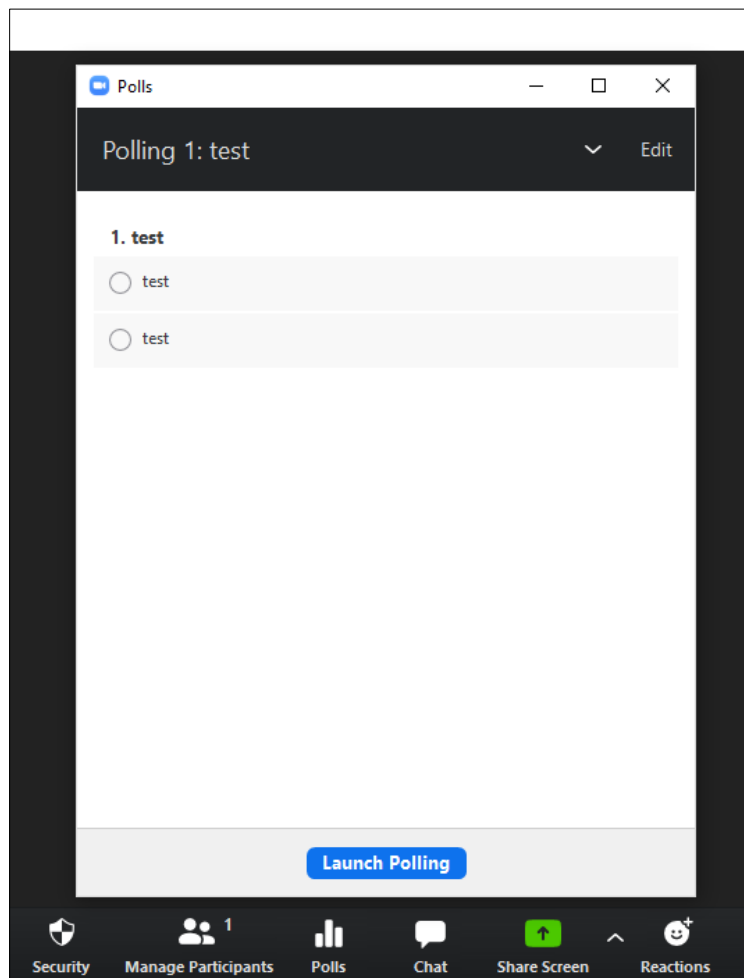 Polls
Polling 1: test Edit
1. test
test
test
Launch Polling
1
Security Manage Participants Polls Chat Share Screen Reactions